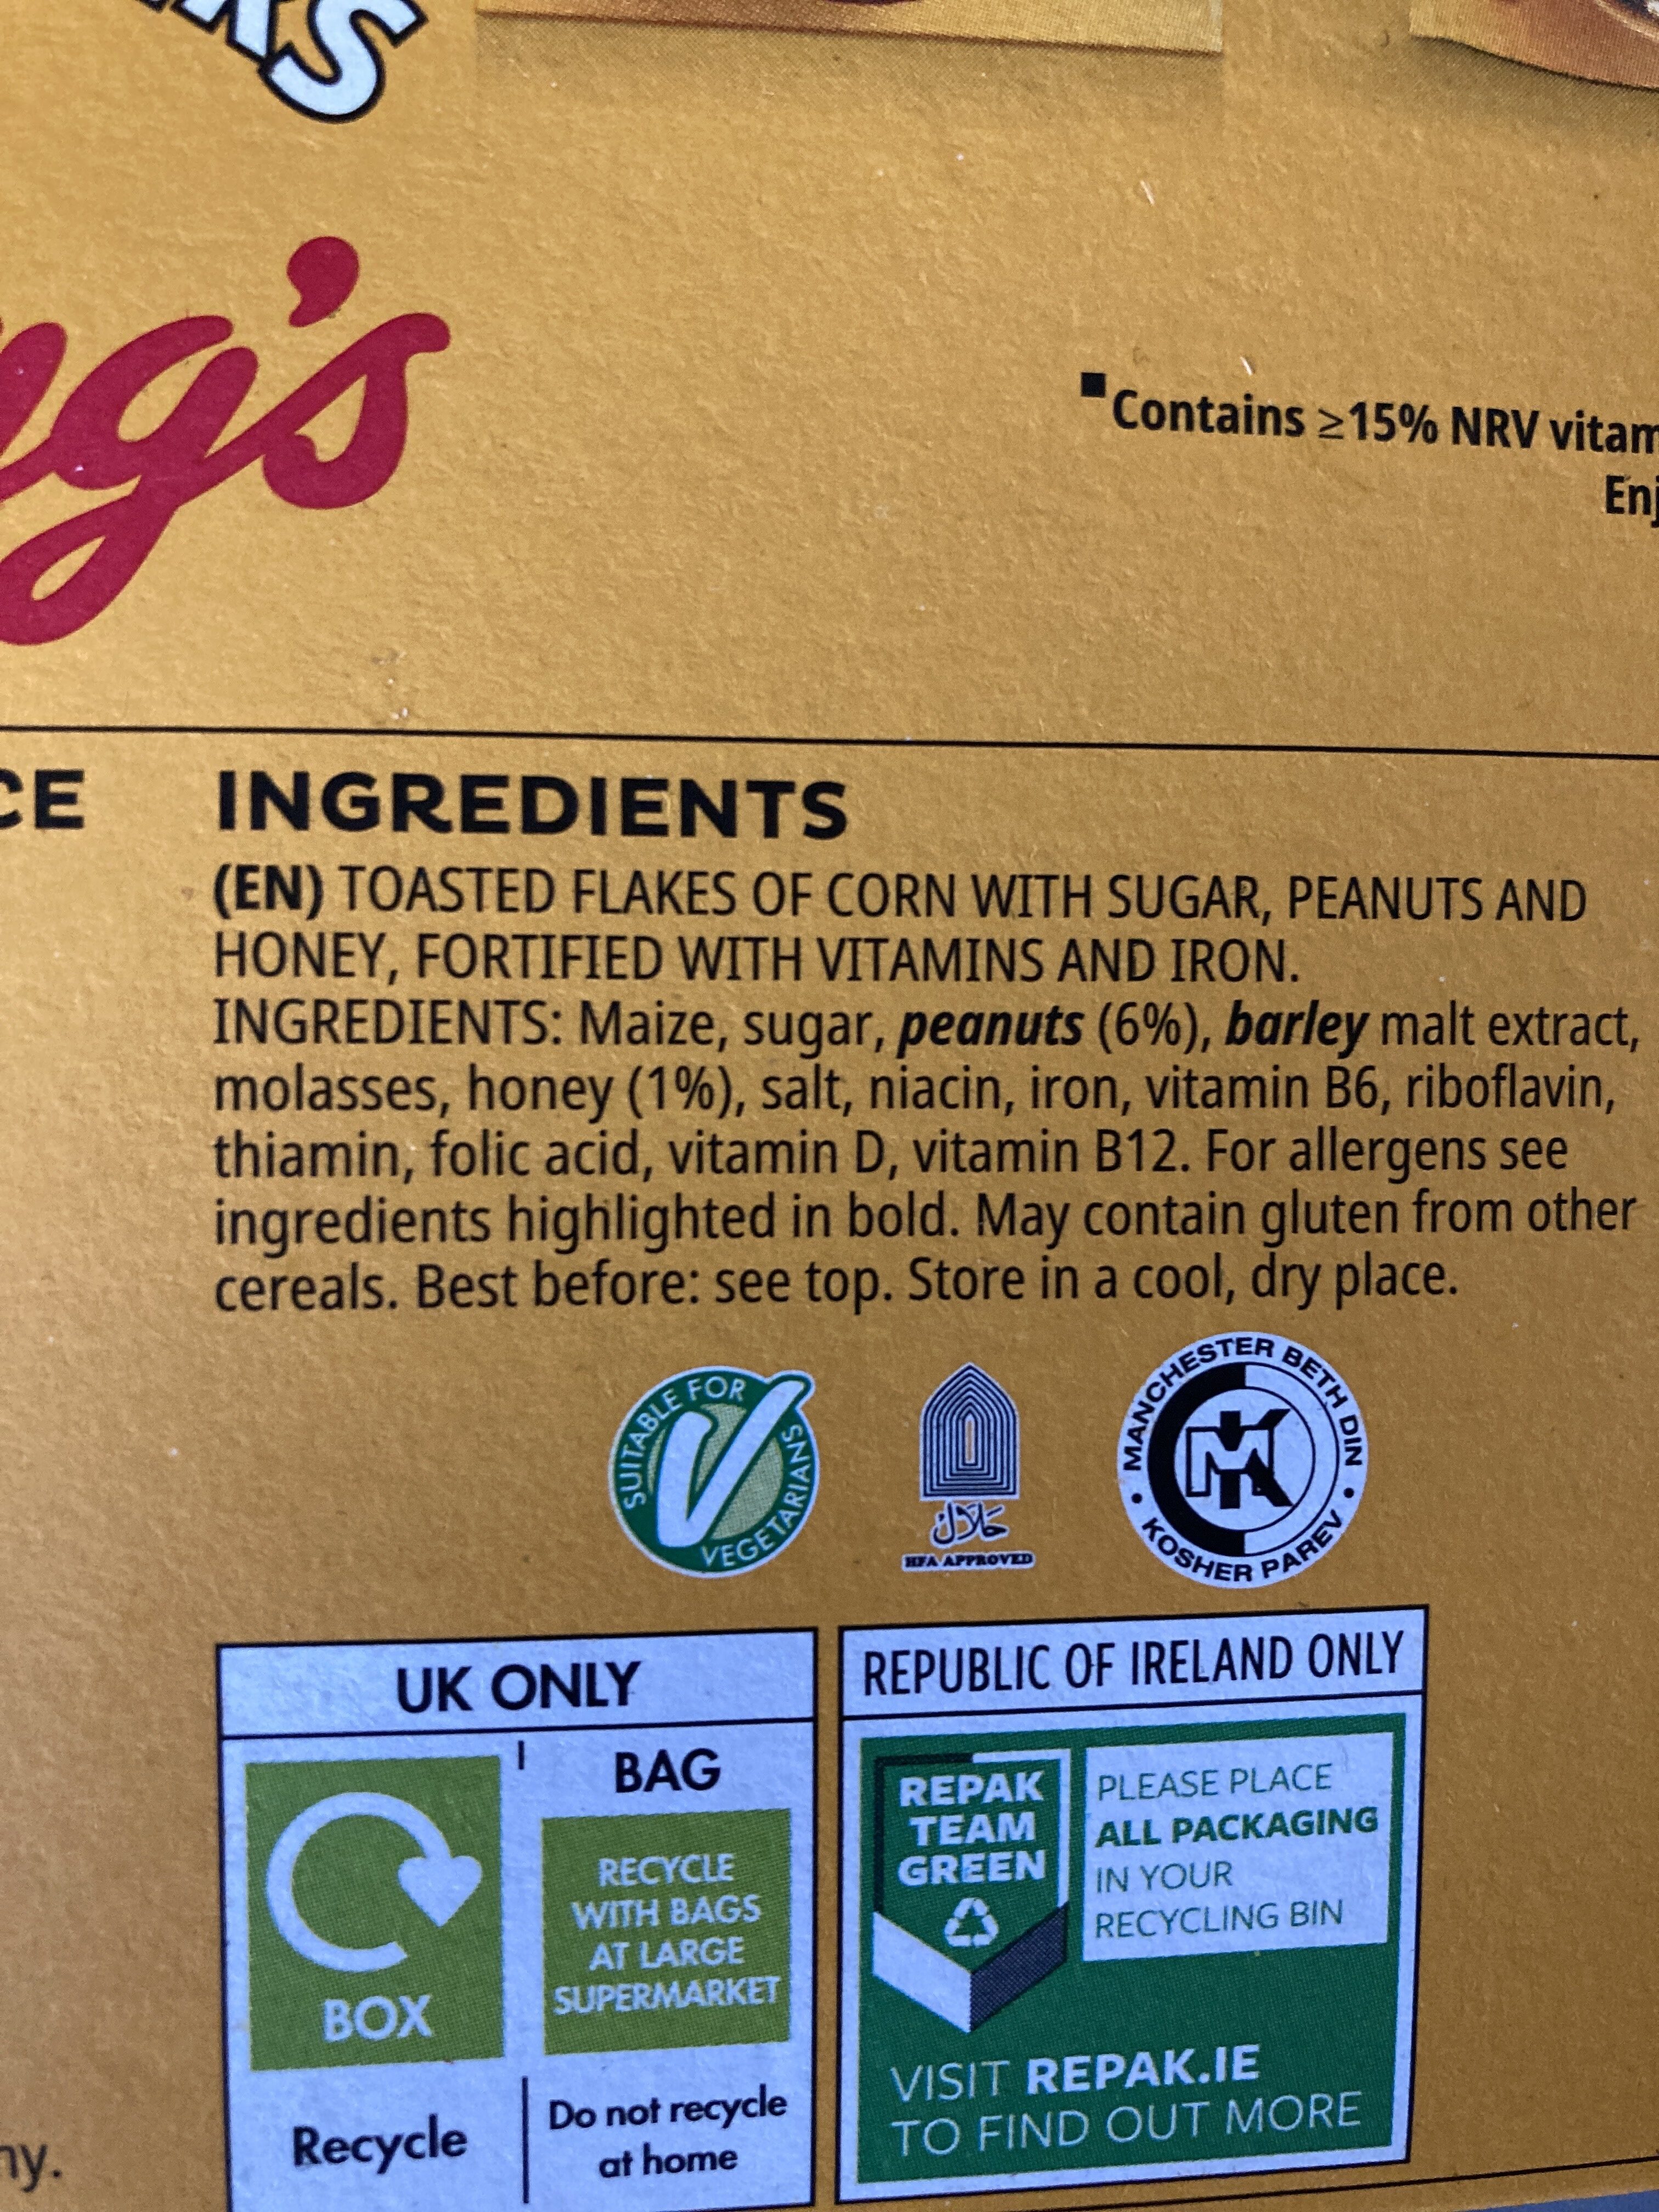 ■Contains ≥15% NRV
INGREDIENTS
(EN) TOASTED FLAKES OF CORN WITH SUGAR, PEANUTS AND
HONEY, FORTIFIED WITH VITAMINS AND IRON.
INGREDIENTS: Maize, sugar, peanuts (6%), barley malt extract,
molasses, honey (1%), salt, niacin, iron, vitamin B6, riboflavin,
thiamin, folic acid, vitamin D, vitamin B12. For allergens see
ingredients highlighted in bold. May contain gluten from other
cereals. Best before: see top. Store in a cool, dry place.
SUITABLE FOR
VEGETARIANS
حلال
HFA APPROVED
MANCHESTER BETH DIN
MK
KOSHER PAREV
UK ONLY
BOX
Recycle
BAG
RECYCLE
WITH BAGS
AT LARGE
SUPERMARKET
Do not recycle
at home
REPUBLIC OF IRELAND ONLY
REPAK
TEAM
GREEN
PLEASE PLACE
ALL PACKAGING
IN YOUR
RECYCLING BIN
VISIT REPAK.IE
TO FIND OUT MORE